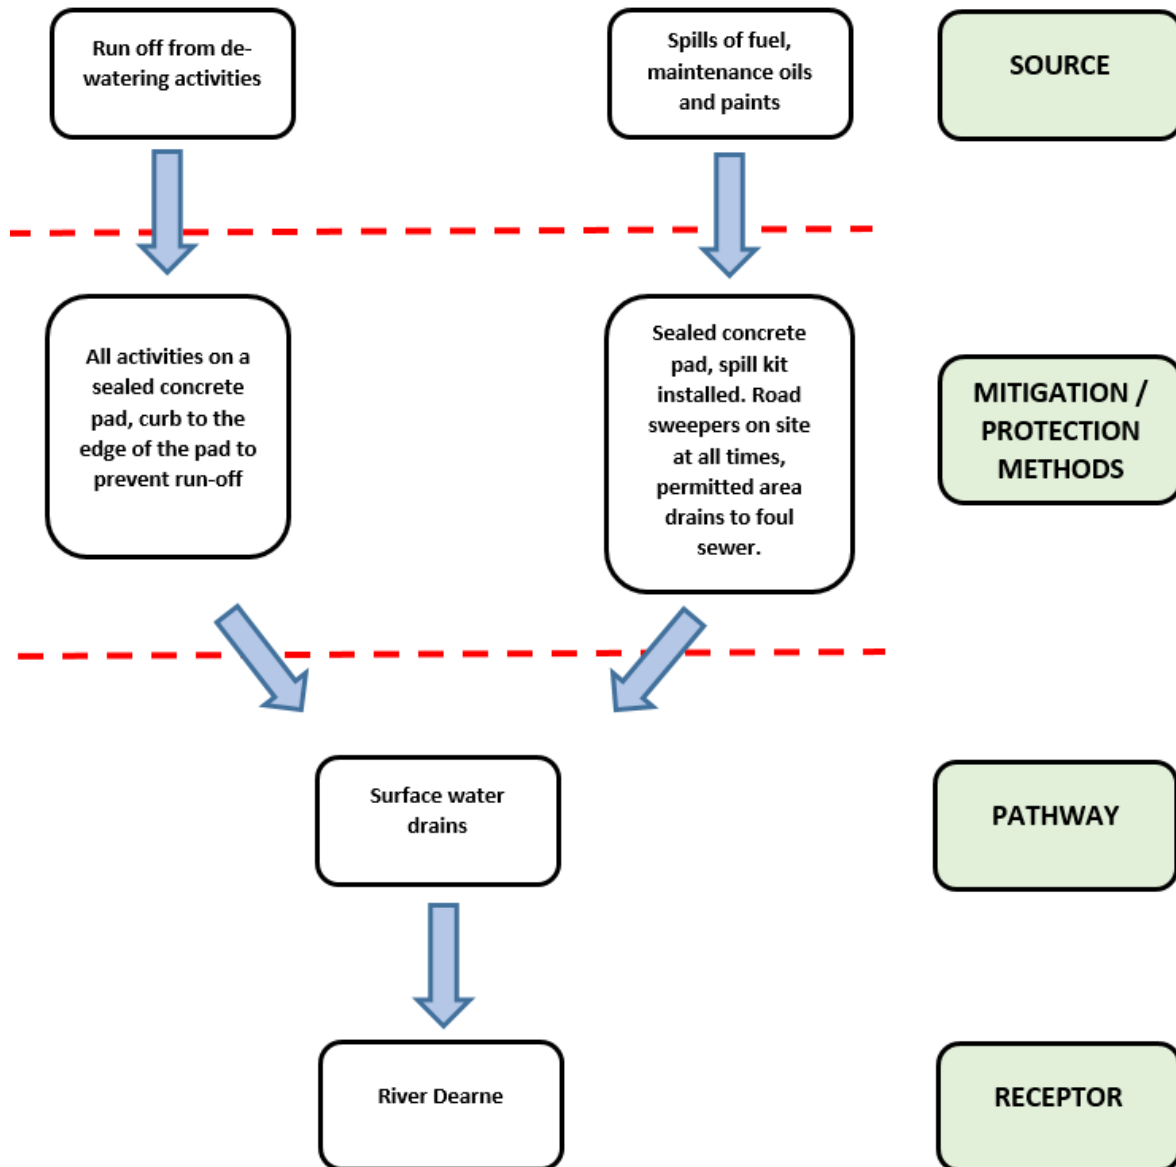 Run off from de-
watering activities
Spills of fuel,
maintenance oils
and paints
SOURCE
All activities on a
sealed concrete
pad, curb to the
edge of the pad to
prevent run-off
Sealed concrete
pad, spill kit
installed. Road
sweepers on site
at all times,
permitted area
drains to foul
sewer.
MITIGATION /
PROTECTION
METHODS
Surface water
drains
PATHWAY
River Dearne
RECEPTOR